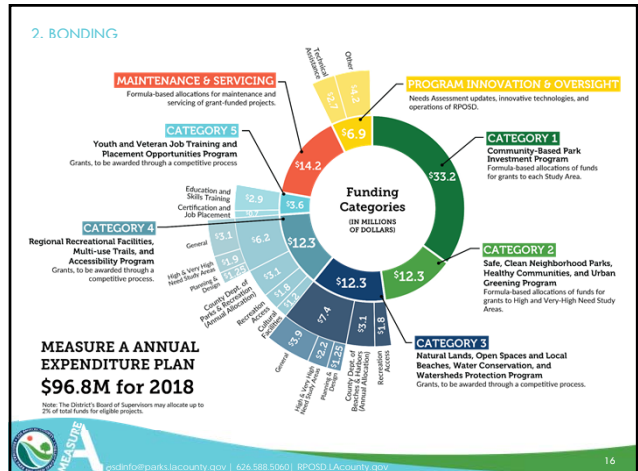 2. BONDING
MAINTENANCE & SERVICING
Formula-based allocations for maintenance and
servicing of grant-funded projects.
CATEGORY 5
Youth and Veteran Job Training and
Placement Opportunities Program
Grants, to be awarded through a competitive process
CATEGORY 4
Regional Recreational Facilities,
Multi-use Trails, and
Accessibility Program
Grants, to be awarded through a
competitive process.
Technical
Assistance
Other
$2.7
$4.2
$6.9
$14.2
$3.6
$12.3
$33.2
$12.3
$12.3
Education and
Skills Training
$2.9
Certification and
Job Placement
$0.7
General
$3.1
$6.2
High & Very High
Need Study Areas
$1.9
Planning &
Design
$1.25
County Dept. of
Parks & Recreation
(Annual Allocation)
$3.1
Recreation
Access
$1.8
Cultural
Facilities
$1.2
General
$3.9
$7.4
High & Very High
Need Study Areas
$2.2
Planning &
Design
$1.25
County Dept. of
Beaches & Harbors
(Annual Allocation)
$3.1
Recreation
Access
$1.8
Funding
Categories
(IN MILLIONS
OF DOLLARS)
PROGRAM INNOVATION & OVERSIGHT
Needs Assessment updates, innovative technologies, and
operations of RPOSD.
CATEGORY 1
Community-Based Park
Investment Program
Formula-based allocations of funds
for grants to each Study Area.
CATEGORY 2
Safe, Clean Neighborhood Parks,
Healthy Communities, and Urban
Greening Program
Formula-based allocations of funds for
grants to High and Very-High Need Study
Areas.
CATEGORY 3
Natural Lands, Open Spaces and Local
Beaches, Water Conservation, and
Watersheds Protection Program
Grants, to be awarded through a competitive process.
MEASURE A ANNUAL
EXPENDITURE PLAN
$96.8M for 2018
Note: The District's Board of Supervisors may allocate up to
2% of total funds for eligible projects.
MEASURE
A
osdinfo@parks.lacounty.gov | 626.588.5060| RPOSD.LAcounty.gov
16